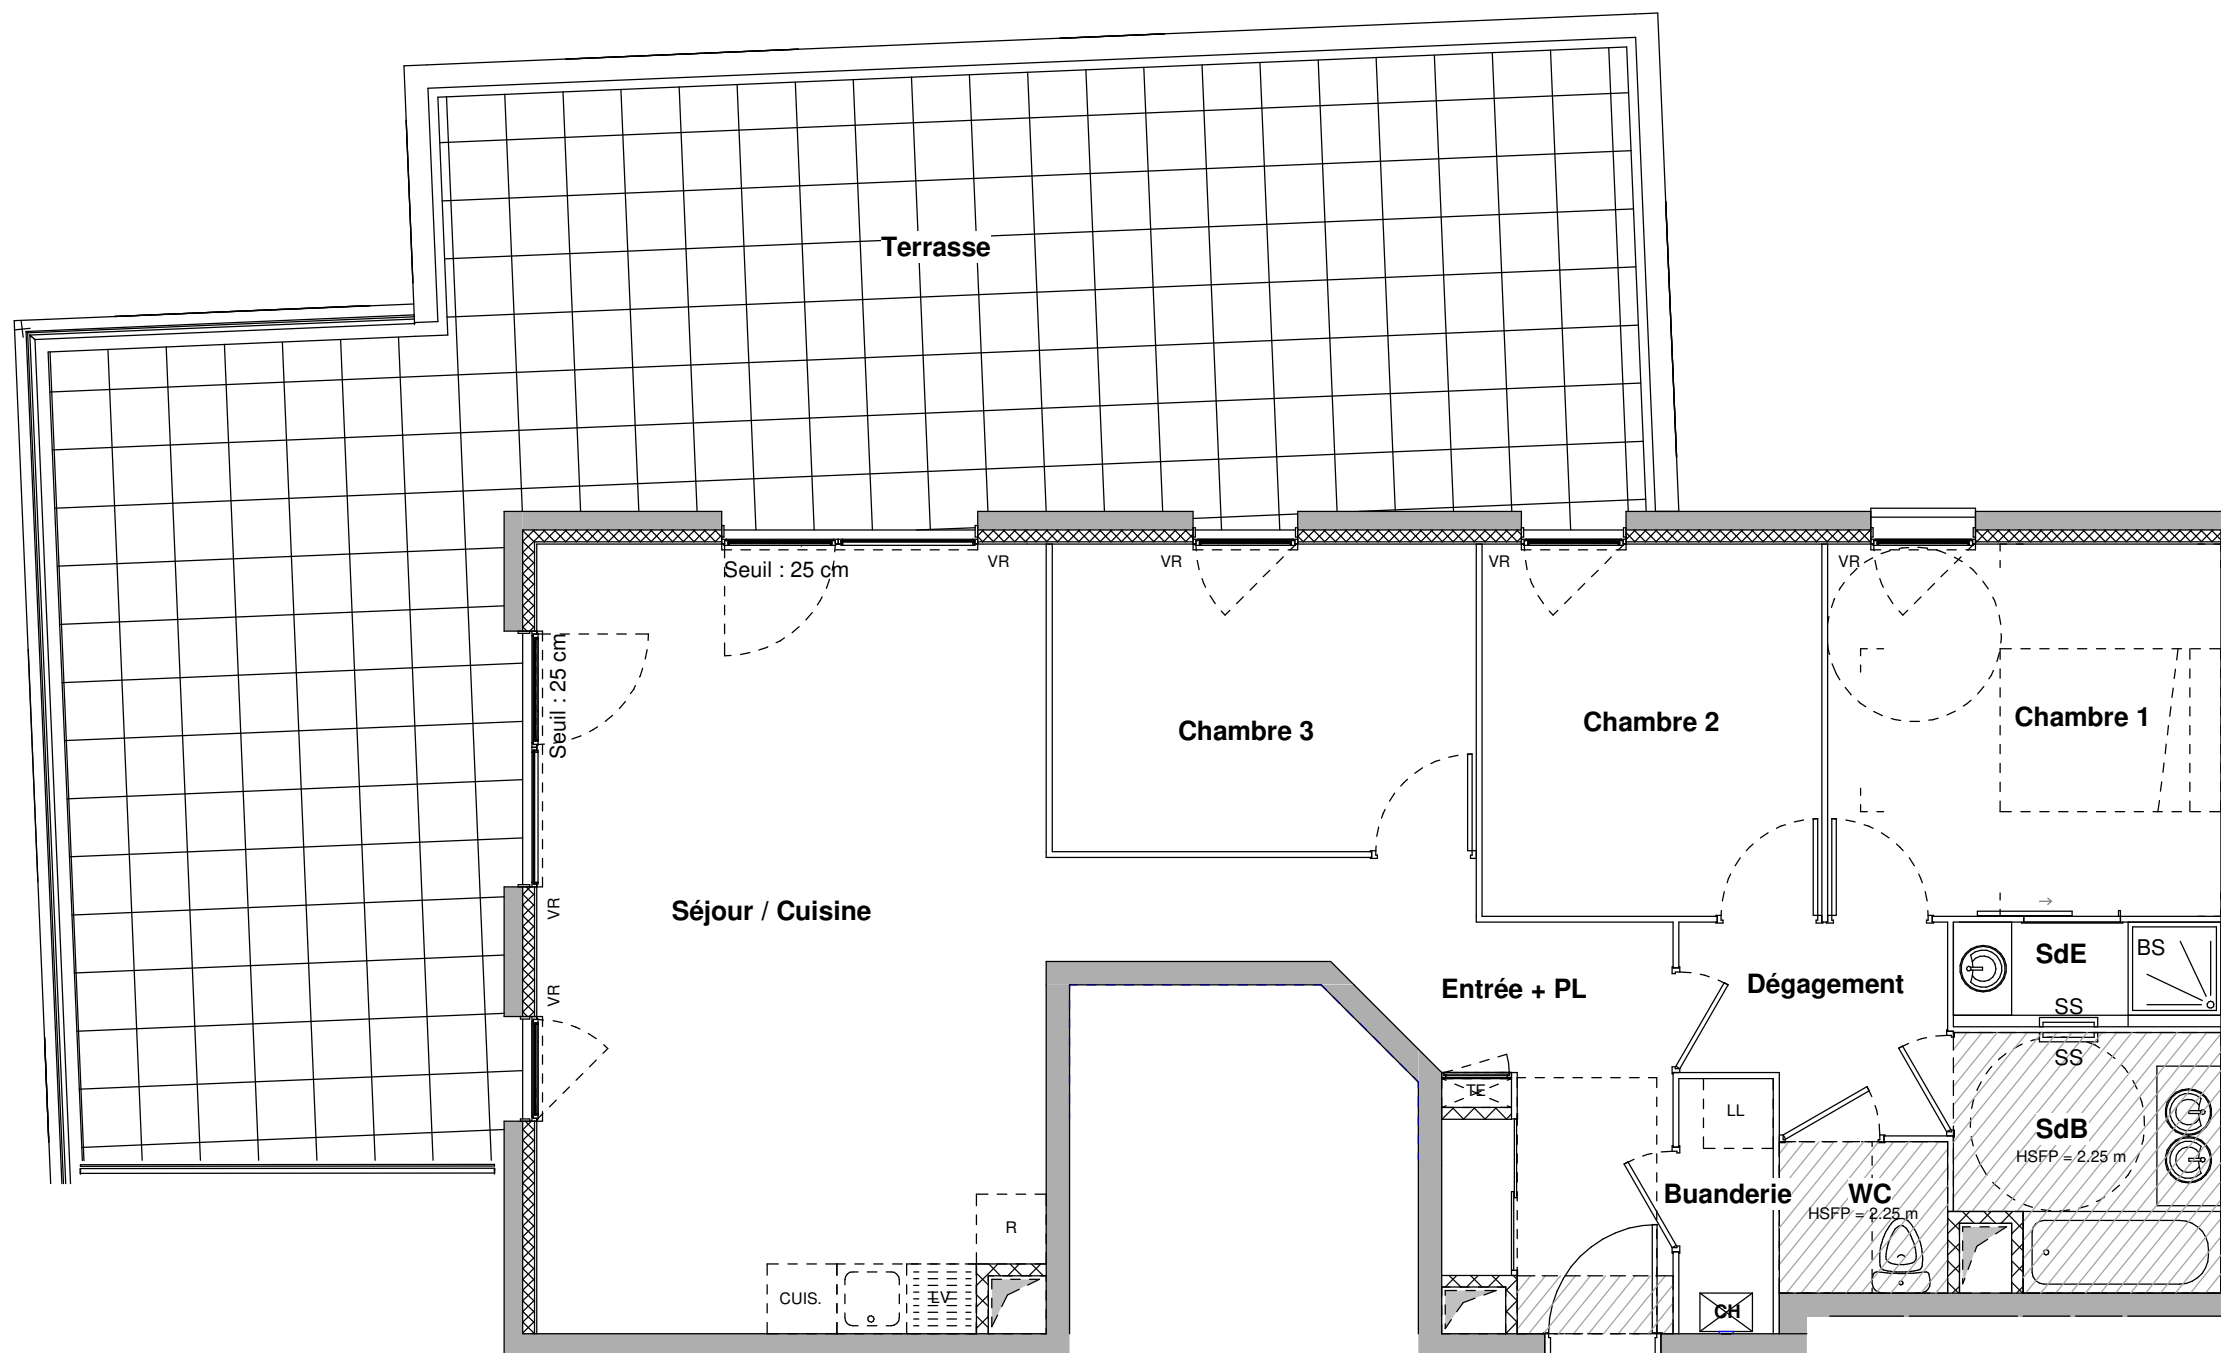 Terrasse
Seuil : 25 cm
VR
VR
VR
VR
Seuil : 25 cm
Chambre 3
Chambre 2
Chambre 1
VR
Séjour / Cuisine
VR
Entrée + PL
Dégagement
SdE
BS
SS
SS
TE
LL
SdB
HSFP = 2.25 m
Buanderie
WC
HSFP = 2.25 m
R
CUIS.
LV
CH